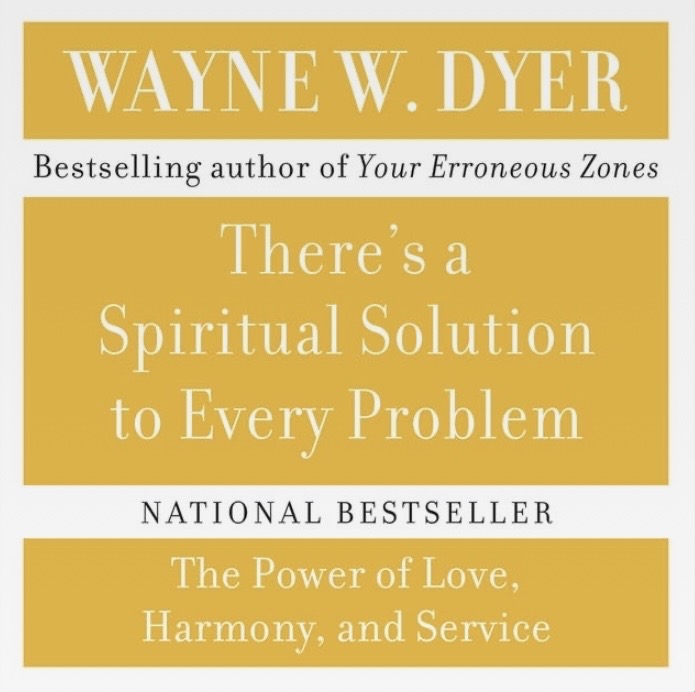 WAYNE W. DYER
Bestselling author of Your Erroneous Zones
There's a
Spiritual Solution
to Every Problem
NATIONAL BESTSELLER
The Power of Love,
Harmony, and Service